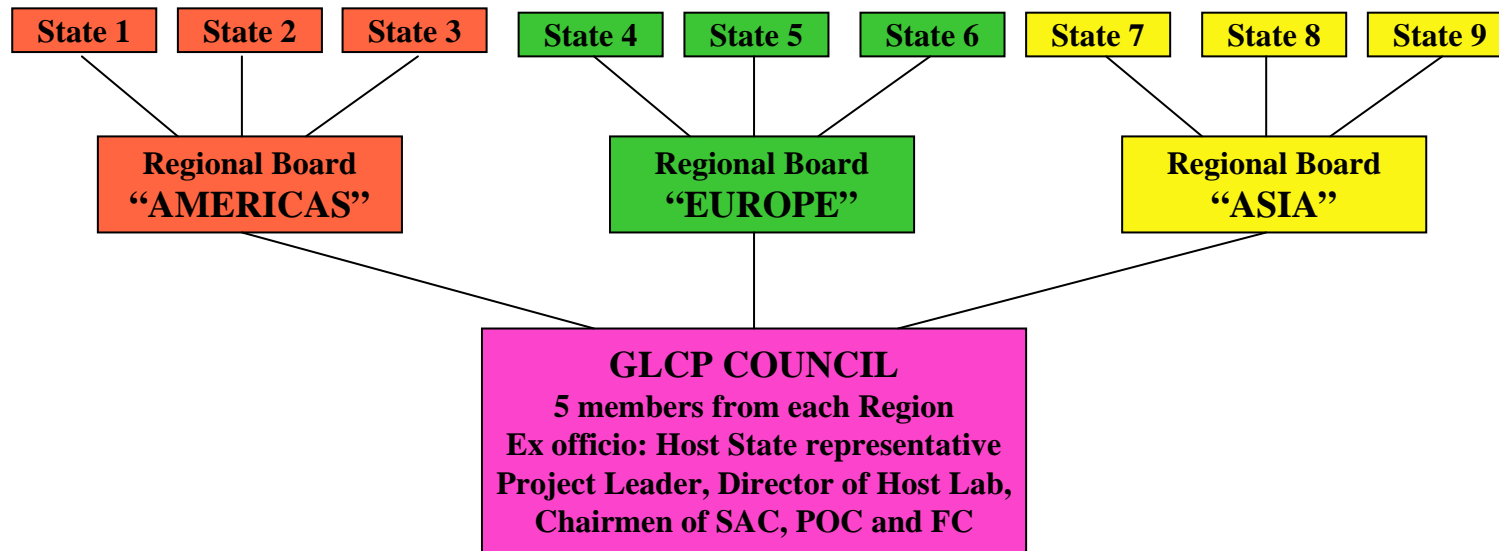 State 1
State 2
State 3
State 4
State 5
State 6
State 7
State 8
State 9
Regional Board
“AMERICAS”
Regional Board
“EUROPE”
Regional Board
“ASIA”
GLCP COUNCIL
5 members from each Region
Ex officio: Host State representative
Project Leader, Director of Host Lab,
Chairmen of SAC, POC and FC